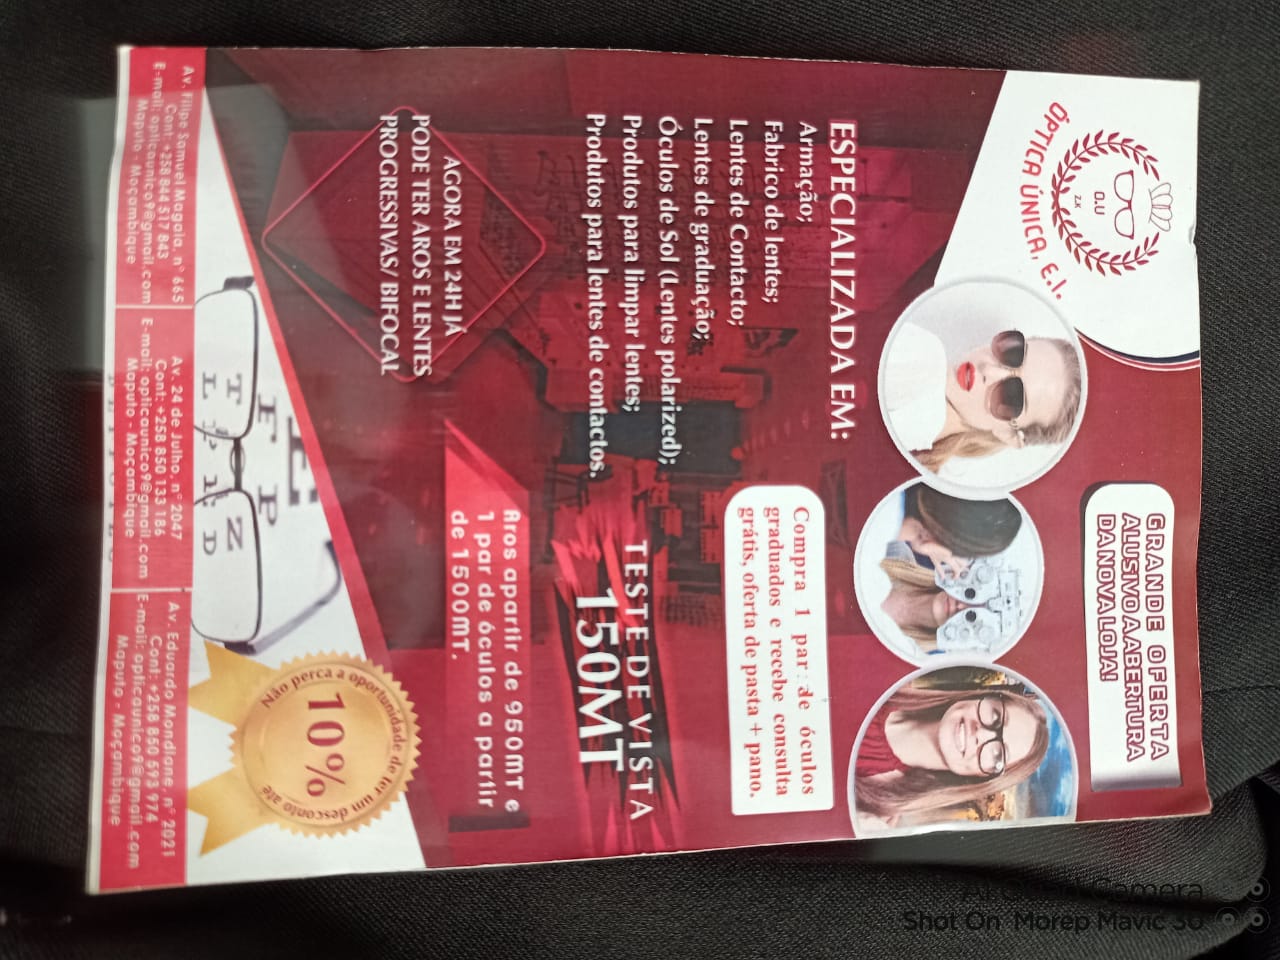 O.U
Z.K
ÓPTICA ÚNICA, E.I.
GRANDE OFERTA
ALUSIVO A ABERTURA
DA NOVA LOJA!
ESPECIALIZADA EM:
Armação;
Fabrico de lentes;
Lentes de Contacto;
Lentes de graduação;
Óculos de Sol (Lentes polarized);
Produtos para limpar lentes;
Produtos para lentes de contactos.
Compra 1 par de óculos
graduados e recebe consulta
grátis, oferta de pasta + pano.
TESTE DE VISTA
150MT
Aros apartir de 950MT e
1 par de óculos a partir
de 1500MT.
AGORA EM 24H JÁ
PODE TER AROS E LENTES
PROGRESSIVAS/ BIFOCAL
Não perca a oportunidade de ter um desconto até
10%
E
F P
T Z
L P E D
Av. Filipe Samuel Magaia, n° 665
Cont: +258 844 517 843
E-mail: opticaunico9@gmail.com
Maputo - Moçambique
Av. 24 de Julho, n° 2047
Cont: +258 850 133 186
E-mail: opticaunico9@gmail.com
Maputo - Moçambique
Av. Eduardo Mondlane, n° 2021
Cont: +258 850 593 974
E-mail: opticaunico9@gmail.com
Maputo - Moçambique
Shot On Morep Mavic So